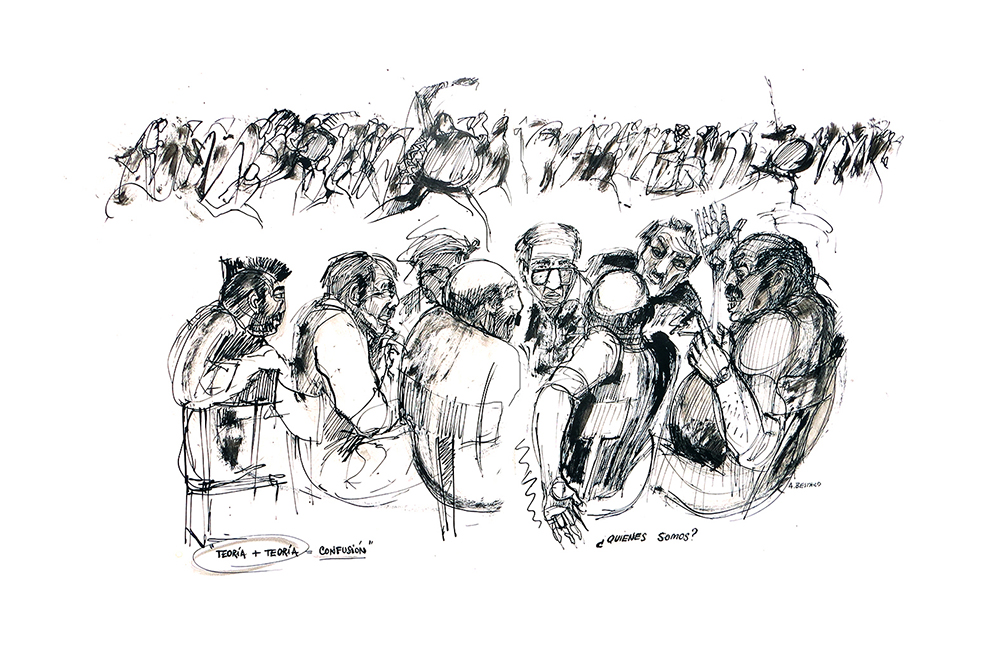 "TEORÍA + TEORÍA = CONFUSIÓN"
¿QUIENES SOMOS?